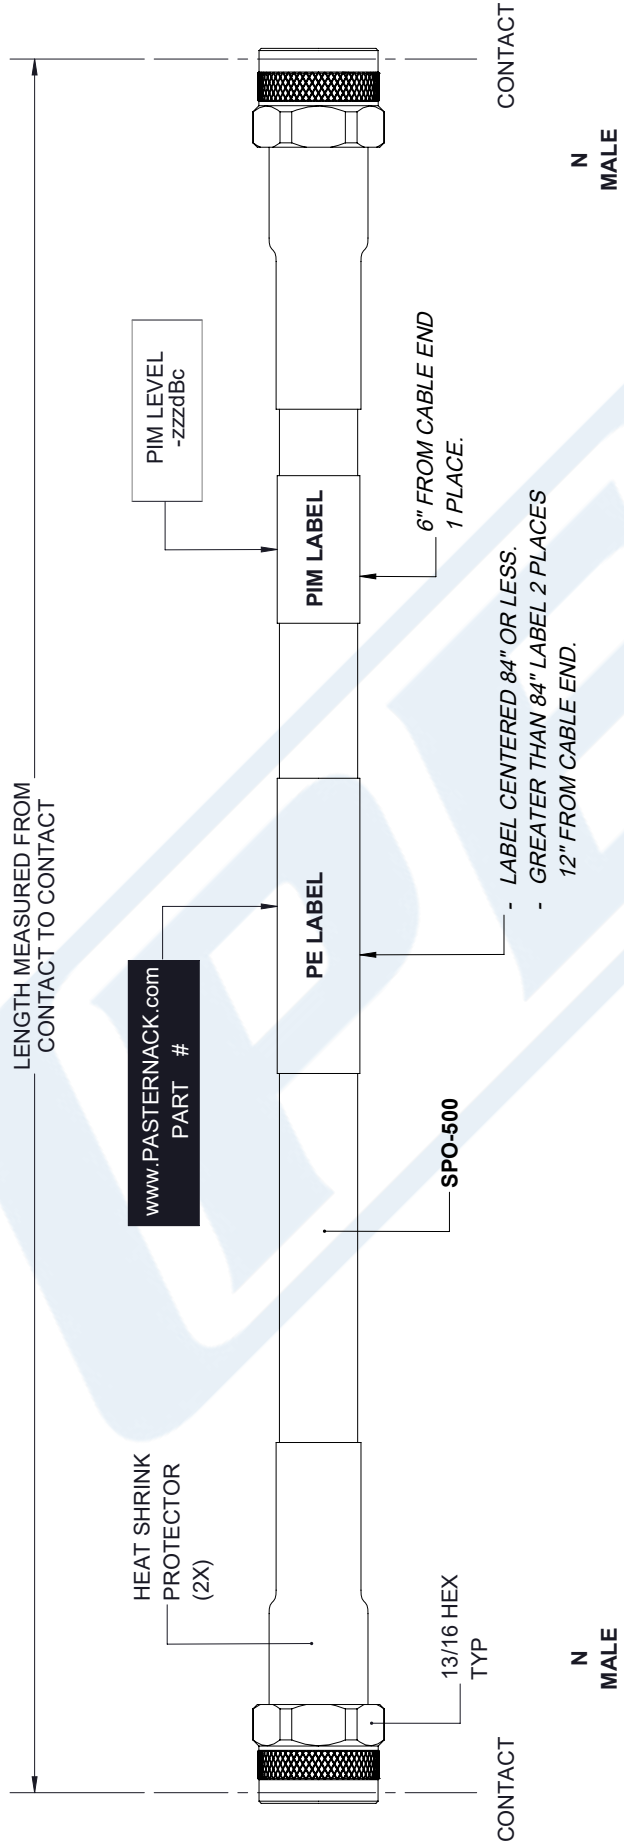 LENGTH MEASURED FROM
CONTACT TO CONTACT
HEAT SHRINK
PROTECTOR
(2X)
www.PASTERNACK.com
PART #
PIM LEVEL
-zzzdBc
PE LABEL
PIM LABEL
13/16 HEX
TYP
SPO-500
6" FROM CABLE END
1 PLACE.
- LABEL CENTERED 84" OR LESS.
- GREATER THAN 84" LABEL 2 PLACES
12" FROM CABLE END.
CONTACT
CONTACT
N
MALE
N
MALE